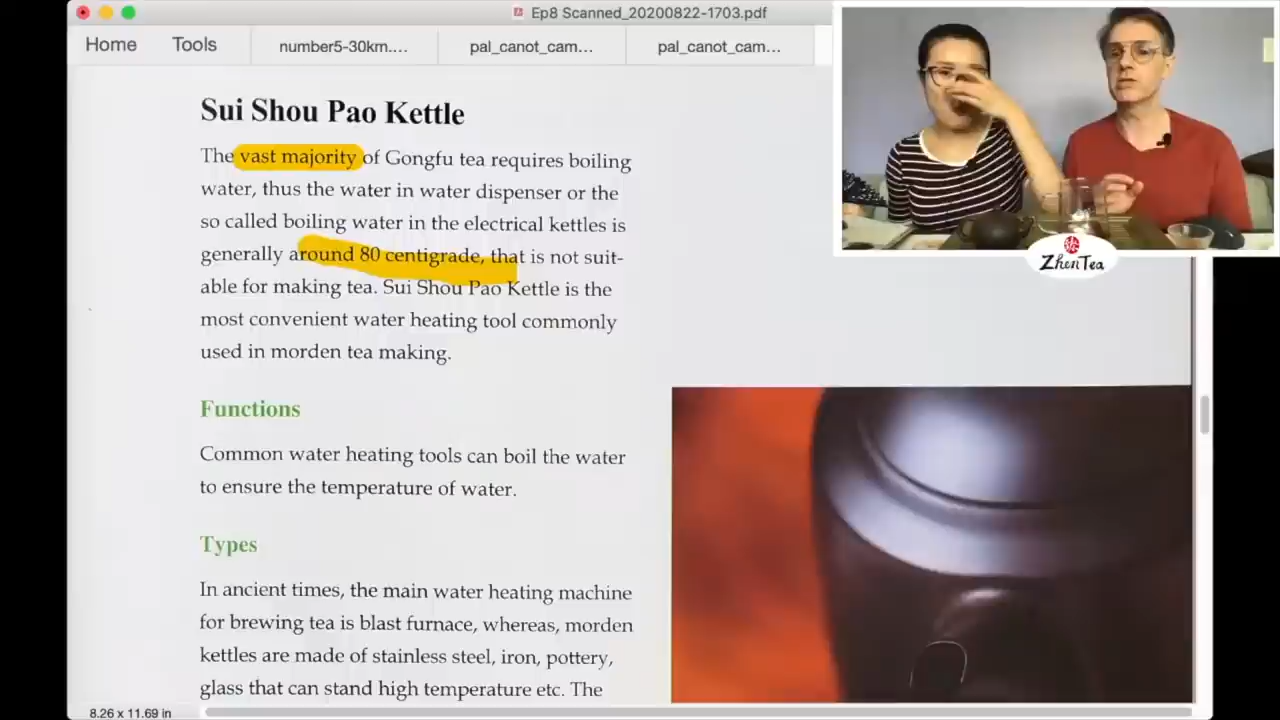 Ep8 Scanned_20200822-1703.pdf
Home Tools number5-30km.... pal_canot_cam... pal_canot_cam...
Sui Shou Pao Kettle
The vast majority of Gongfu tea requires boiling
water, thus the water in water dispenser or the
so called boiling water in the electrical kettles is
generally around 80 centigrade, that is not suit-
able for making tea. Sui Shou Pao Kettle is the
most convenient water heating tool commonly
used in morden tea making.
Functions
Common water heating tools can boil the water
to ensure the temperature of water.
Types
In ancient times, the main water heating machine
for brewing tea is blast furnace, whereas, morden
kettles are made of stainless steel, iron, pottery,
glass that can stand high temperature etc. The
8.26 x 11.69 in
ZhenTea